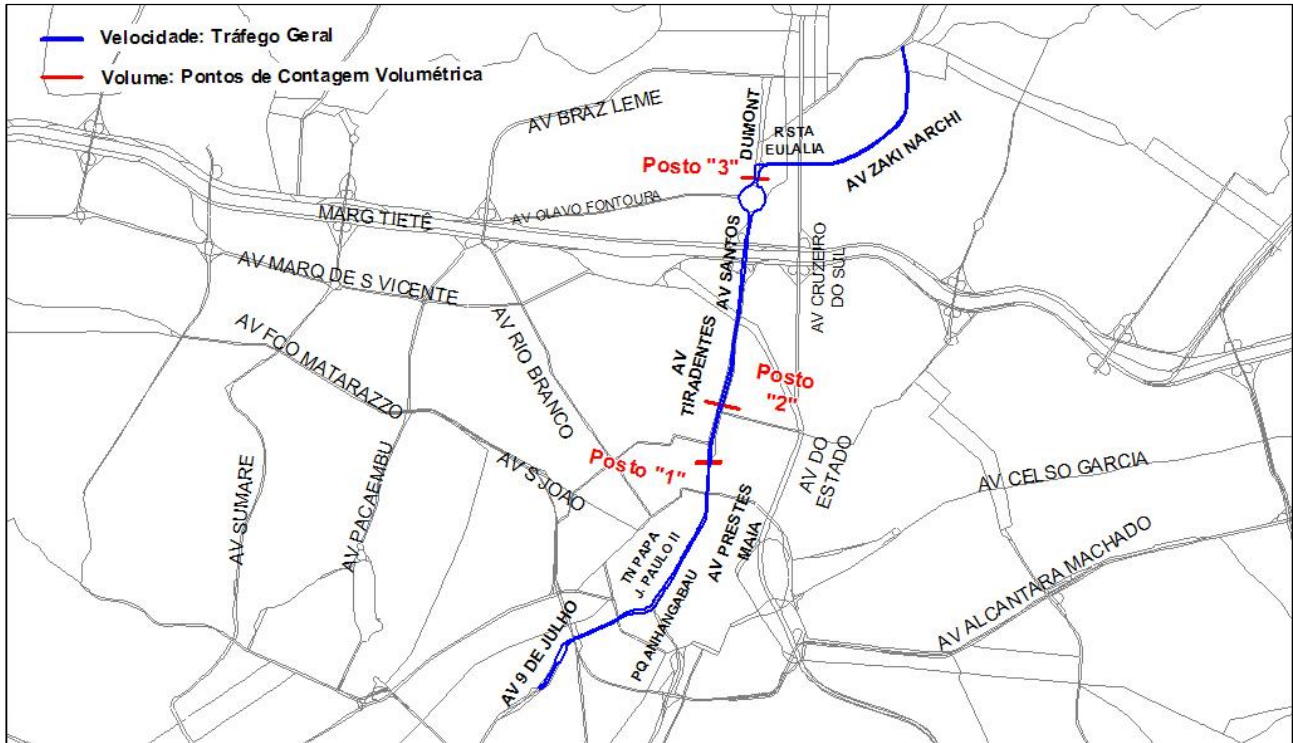 Velocidade: Tráfego Geral
Volume: Pontos de Contagem Volumétrica
AV BRAZ LEME
DUMONT
R STA
EULALIA
AV ZAKI NARCHI
Posto "3"
AV OLAVO FONTOURA
MARG TIETÊ
AV SANTOS
AV CRUZEIRO
DO SUL
AV MARQ DE S VICENTE
AV FCO MATARAZZO
AV RIO BRANCO
AV
TIRADENTES
Posto
"2"
Posto "1"
AV DO
ESTADO
AV CELSO GARCIA
AV SUMARE
AV PACAEMBU
AV S JOAO
AV PRESTES
MAIA
TN PAPA
J. PAULO II
PQ ANHANGABAU
AV 9 DE JULHO
AV ALCANTARA MACHADO